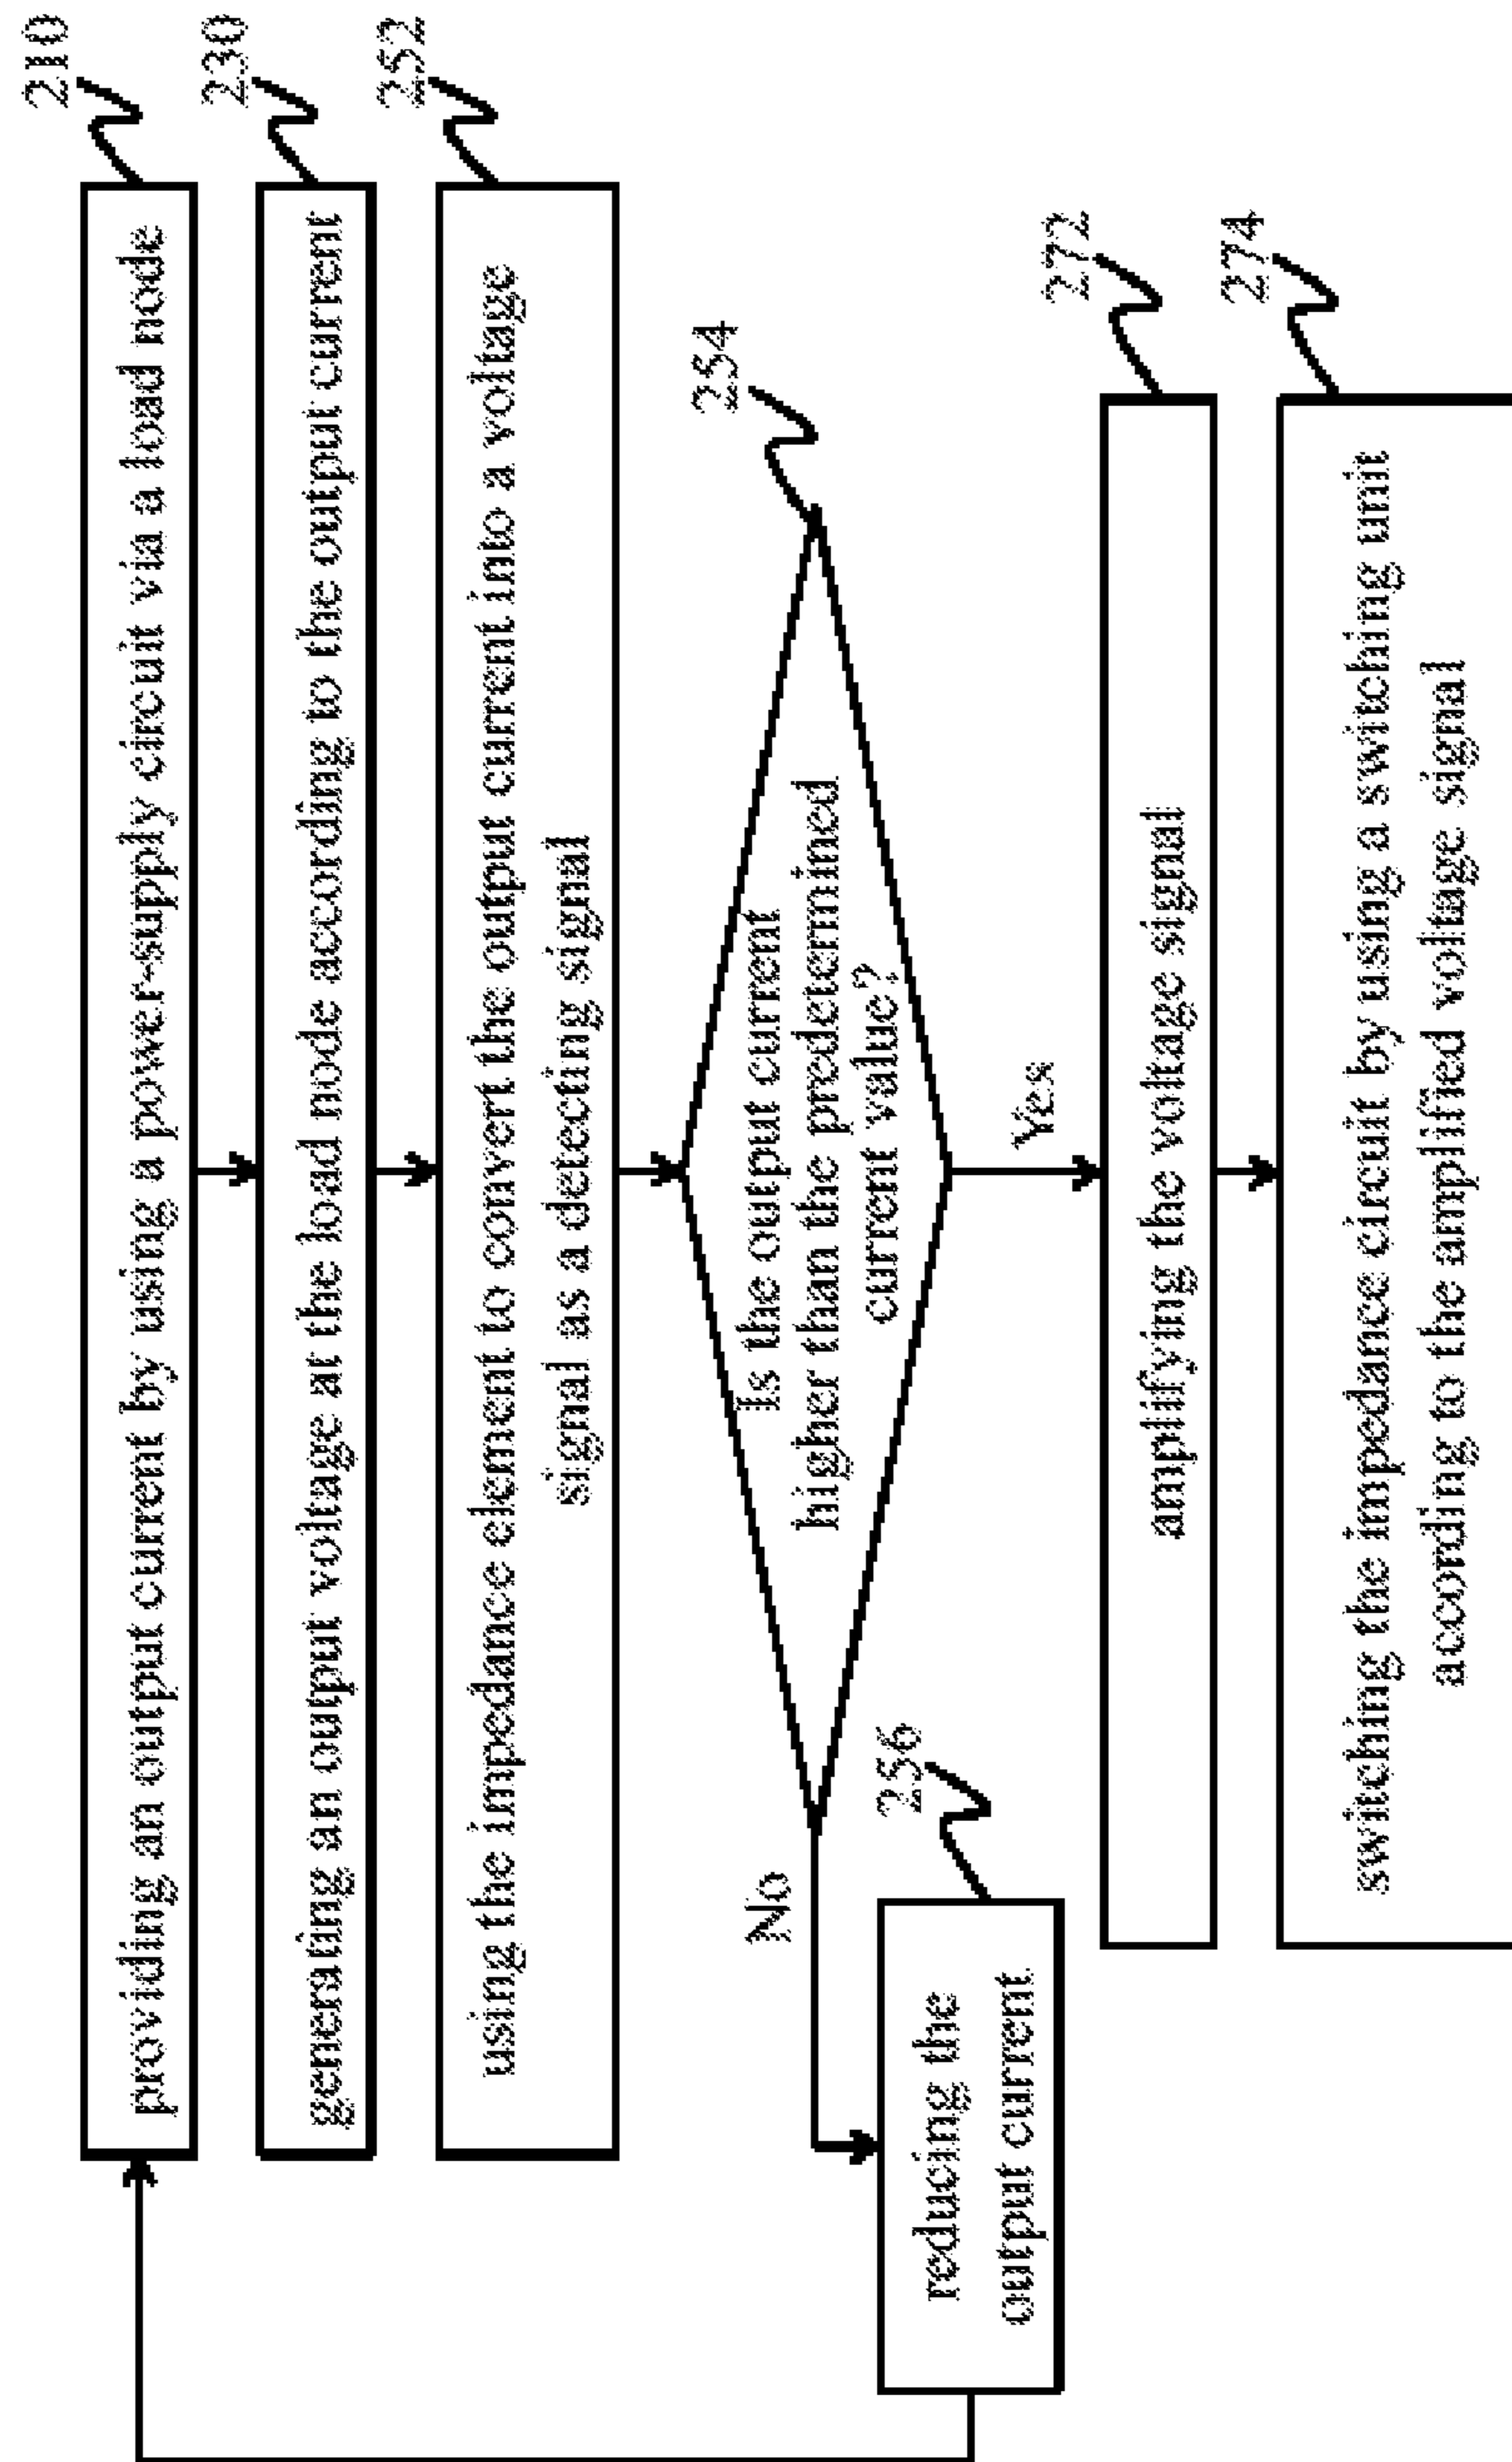 providing an output current by using a power-supply circuit via a load node
210
generating an output voltage at the load node according to the output current
230
using the impedance element to convert the output current into a voltage
signal as a detecting signal
252
Is the output current
higher than the predetermined
current value?
254
No
reducing the
output current
256
Yes
amplifying the voltage signal
272
switching the impedance circuit by using a switching unit
according to the amplified voltage signal
274